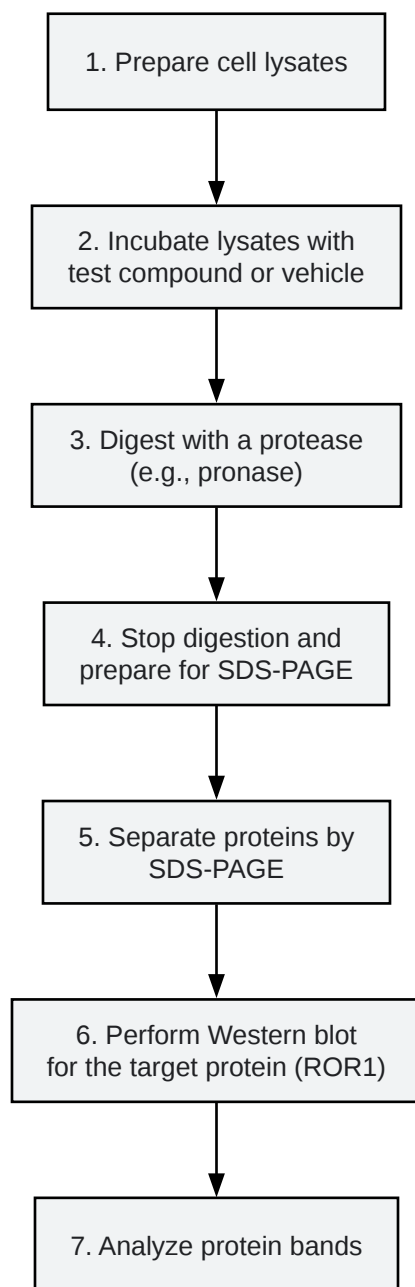 1. Prepare cell lysates
2. Incubate lysates with
test compound or vehicle
3. Digest with a protease
(e.g., pronase)
4. Stop digestion and
prepare for SDS-PAGE
5. Separate proteins by
SDS-PAGE
6. Perform Western blot
for the target protein (ROR1)
7. Analyze protein bands